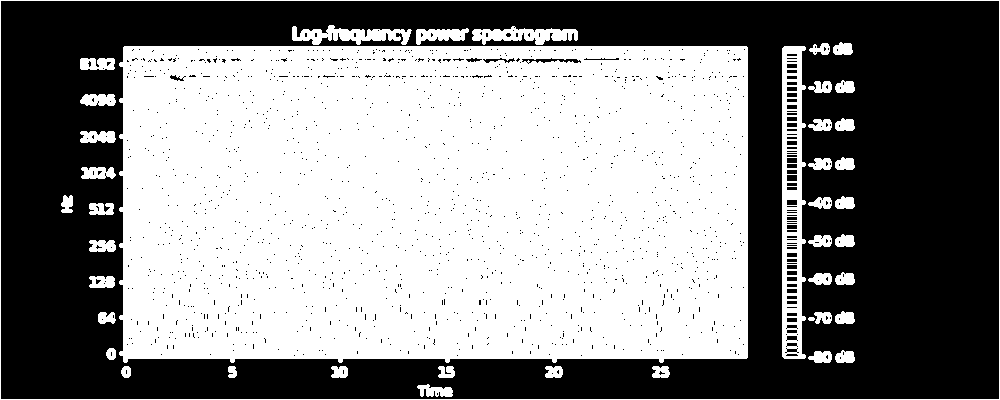 Log-frequency power spectrogram
+0 dB
8192
-10 dB
4096
-20 dB
2048
-30 dB
1024
Hz
512
-40 dB
256
-50 dB
128
-60 dB
64
-70 dB
0
-80 dB
0 5 10 15 20 25
Time